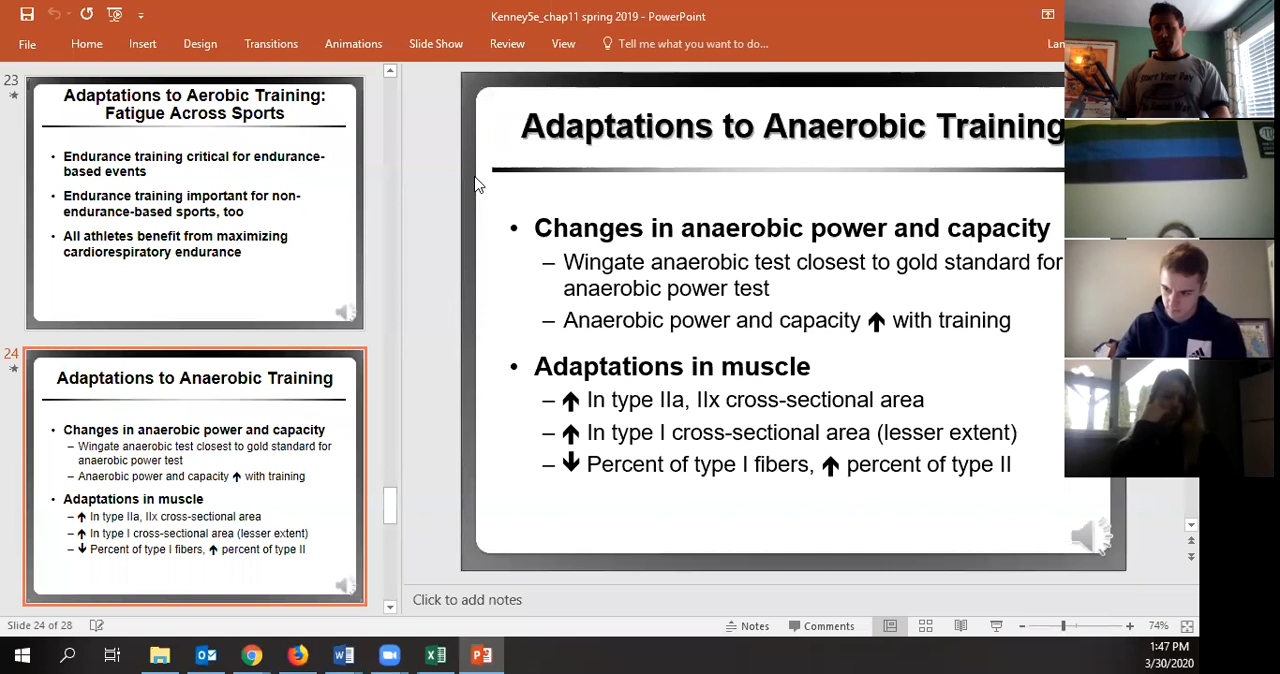 Kenney5e_chap11 spring 2019 - PowerPoint
File Home Insert Design Transitions Animations Slide Show Review View Tell me what you want to do...
23
Adaptations to Aerobic Training:
Fatigue Across Sports
• Endurance training critical for endurance-
based events
• Endurance training important for non-
endurance-based sports, too
• All athletes benefit from maximizing
cardiorespiratory endurance
24
Adaptations to Anaerobic Training
• Changes in anaerobic power and capacity
– Wingate anaerobic test closest to gold standard for
anaerobic power test
– Anaerobic power and capacity ↑ with training
• Adaptations in muscle
– ↑ In type IIa, IIx cross-sectional area
– ↑ In type I cross-sectional area (lesser extent)
– ↓ Percent of type I fibers, ↑ percent of type II
Adaptations to Anaerobic Training
• Changes in anaerobic power and capacity
– Wingate anaerobic test closest to gold standard for
anaerobic power test
– Anaerobic power and capacity ↑ with training
• Adaptations in muscle
– ↑ In type IIa, IIx cross-sectional area
– ↑ In type I cross-sectional area (lesser extent)
– ↓ Percent of type I fibers, ↑ percent of type II
Click to add notes
Slide 24 of 28 Notes Comments 74%
1:47 PM
3/30/2020